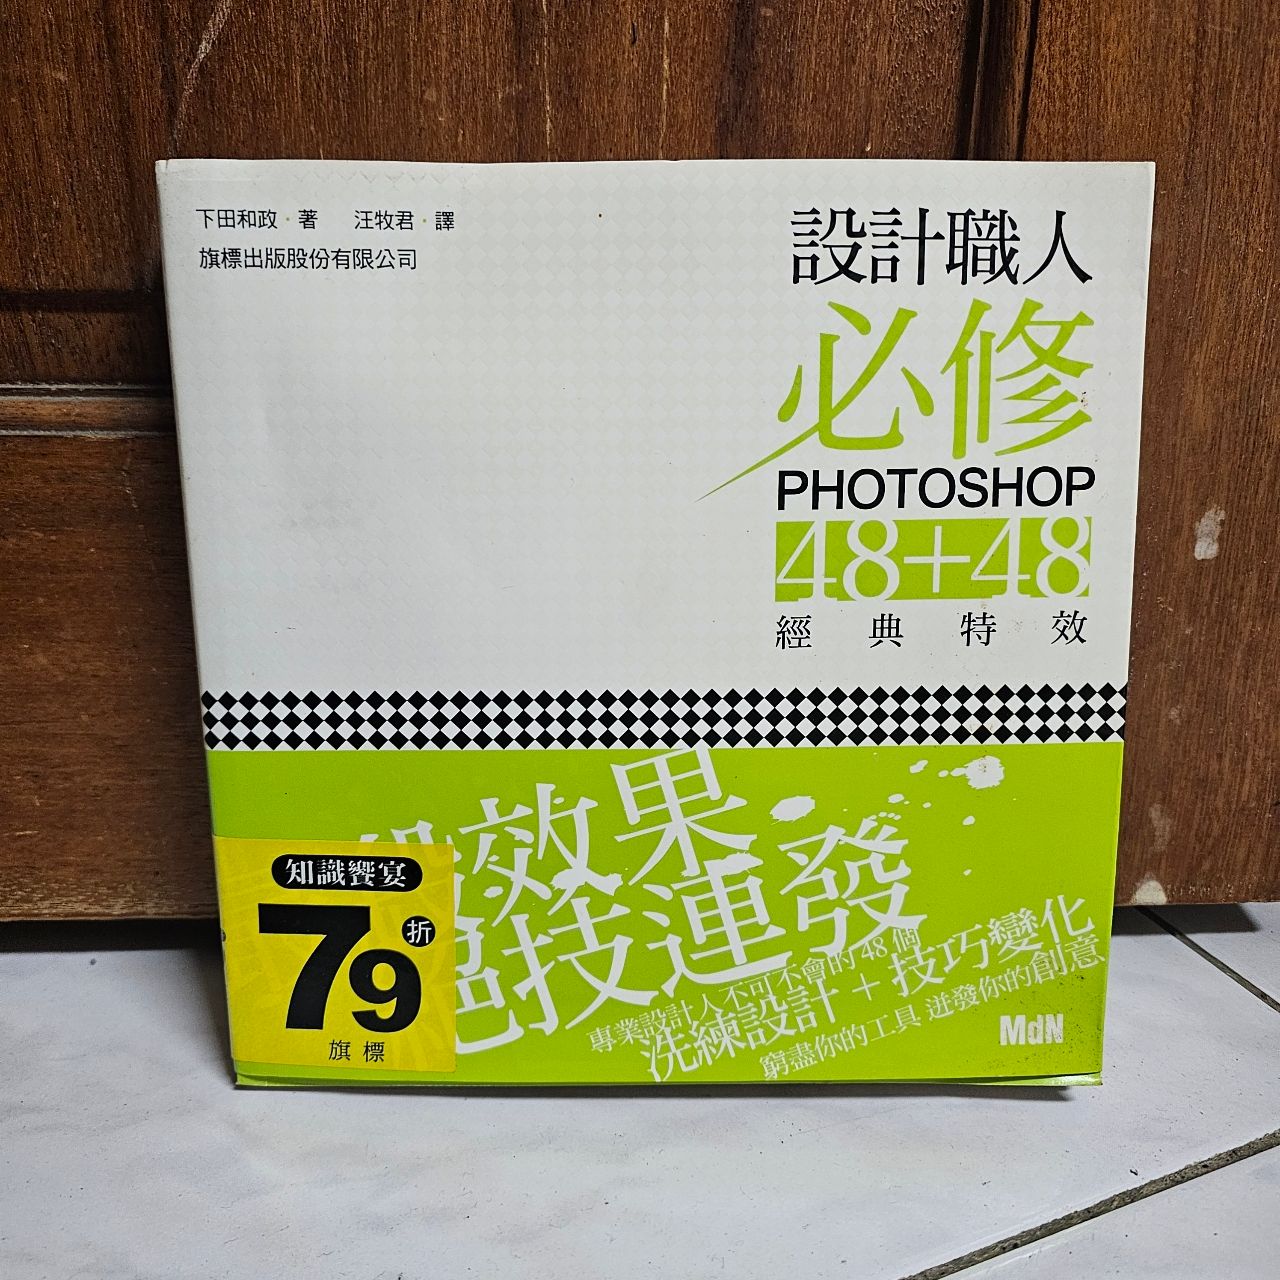 下田和政・著 汪牧君・譯
旗標出版股份有限公司
設計職人
必修
PHOTOSHOP
48+48
經典特效
效果
絕技連發
專業設計人不可不會的48個
洗練設計+技巧變化
窮盡你的工具 迸發你的創意
MdN
知識饗宴
79折
旗標